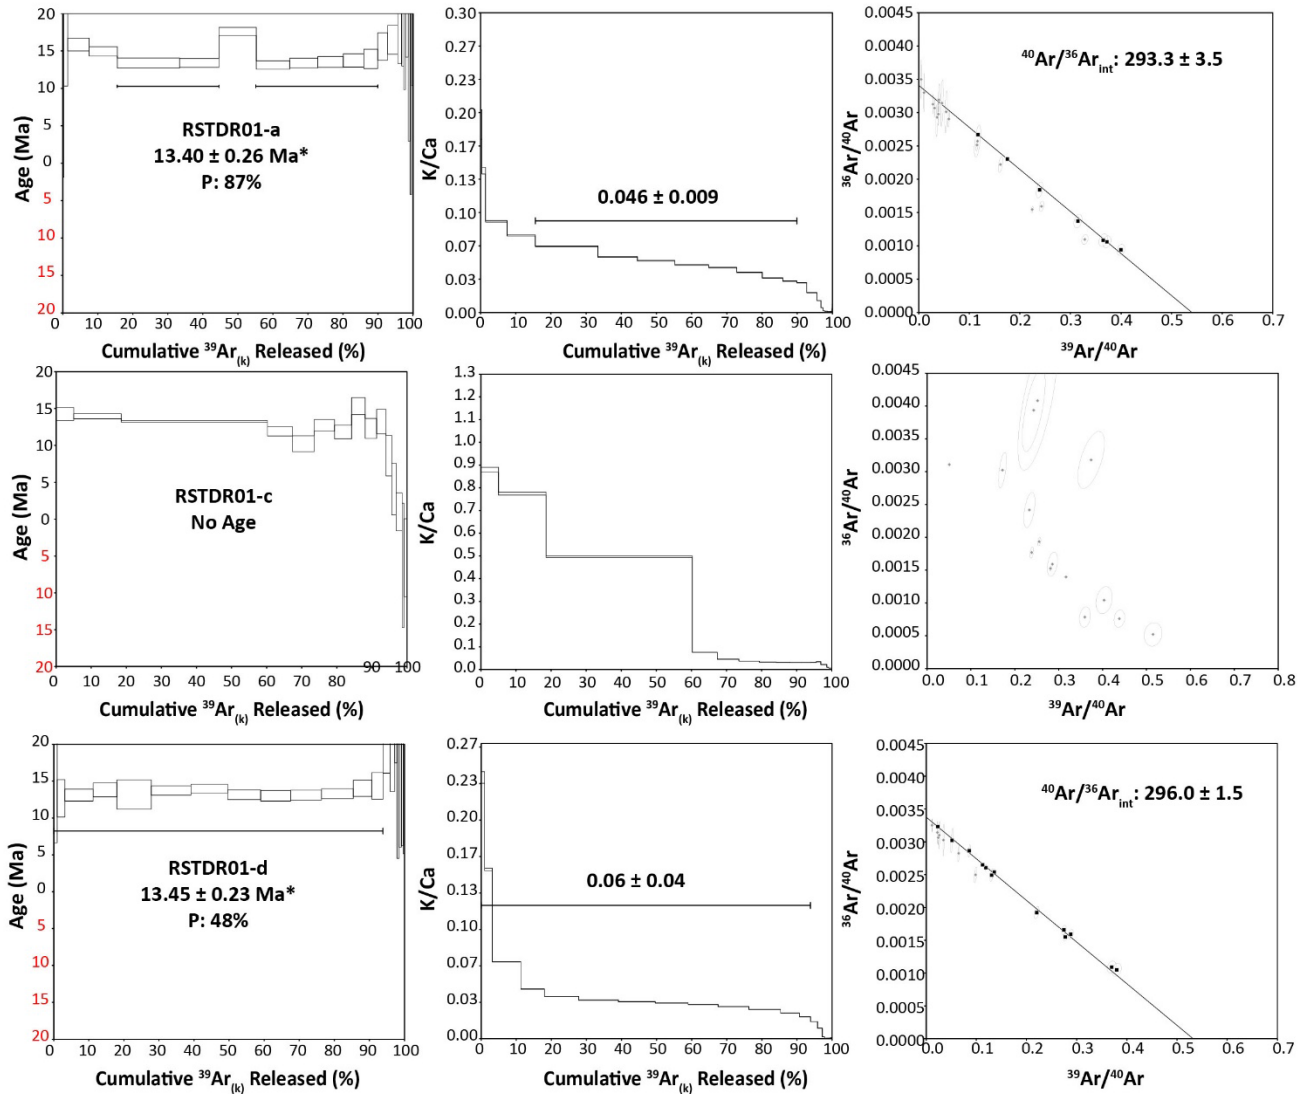 20
15
10
5
0
5
10
15
20
Age (Ma)
RSTDR01-a
13.40 ± 0.26 Ma*
P: 87%
0 10 20 30 40 50 60 70 80 90 100
Cumulative ³⁹Ar₍ₖ₎ Released (%)
0.30
0.27
0.23
0.20
0.17
0.13
0.10
0.07
0.03
0.00
K/Ca
0.046 ± 0.009
0 10 20 30 40 50 60 70 80 90 100
Cumulative ³⁹Ar₍ₖ₎ Released (%)
0.0045
0.0040
0.0035
0.0030
0.0025
0.0020
0.0015
0.0010
0.0005
0.0000
³⁶Ar/⁴⁰Ar
⁴⁰Ar/³⁶Arᵢₙₜ: 293.3 ± 3.5
0.0 0.1 0.2 0.3 0.4 0.5 0.6 0.7
³⁹Ar/⁴⁰Ar
20
15
10
5
0
5
10
15
20
Age (Ma)
RSTDR01-c
No Age
0 10 20 30 40 50 60 70 80 90 100
Cumulative ³⁹Ar₍ₖ₎ Released (%)
1.3
1.2
1.1
1.0
0.9
0.8
0.7
0.6
0.5
0.4
0.3
0.2
0.1
0.0
K/Ca
0 10 20 30 40 50 60 70 80 90 100
Cumulative ³⁹Ar₍ₖ₎ Released (%)
0.0045
0.0040
0.0035
0.0030
0.0025
0.0020
0.0015
0.0010
0.0005
0.0000
³⁶Ar/⁴⁰Ar
0.0 0.1 0.2 0.3 0.4 0.5 0.6 0.7 0.8
³⁹Ar/⁴⁰Ar
20
15
10
5
0
5
10
15
20
Age (Ma)
RSTDR01-d
13.45 ± 0.23 Ma*
P: 48%
0 10 20 30 40 50 60 70 80 90 100
Cumulative ³⁹Ar₍ₖ₎ Released (%)
0.27
0.23
0.20
0.17
0.13
0.10
0.07
0.03
0.00
K/Ca
0.06 ± 0.04
0 10 20 30 40 50 60 70 80 90 100
Cumulative ³⁹Ar₍ₖ₎ Released (%)
0.0045
0.0040
0.0035
0.0030
0.0025
0.0020
0.0015
0.0010
0.0005
0.0000
³⁶Ar/⁴⁰Ar
⁴⁰Ar/³⁶Arᵢₙₜ: 296.0 ± 1.5
0.0 0.1 0.2 0.3 0.4 0.5 0.6 0.7
³⁹Ar/⁴⁰Ar